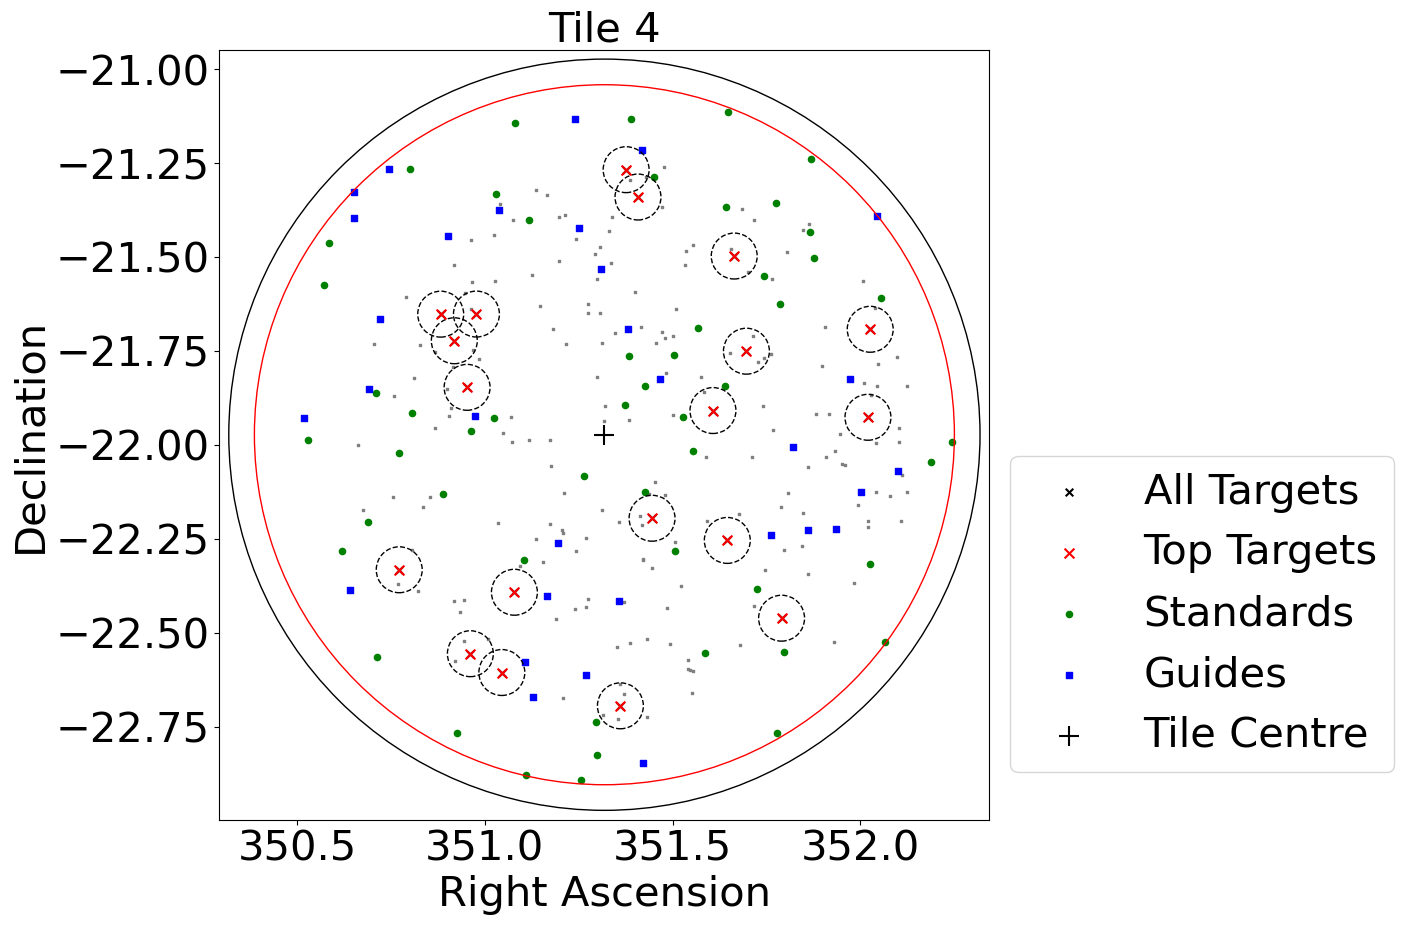 Tile 4
−21.00
−21.25
−21.50
−21.75
−22.00
−22.25
−22.50
−22.75
Declination
350.5 351.0 351.5 352.0
Right Ascension
All Targets
Top Targets
Standards
Guides
Tile Centre